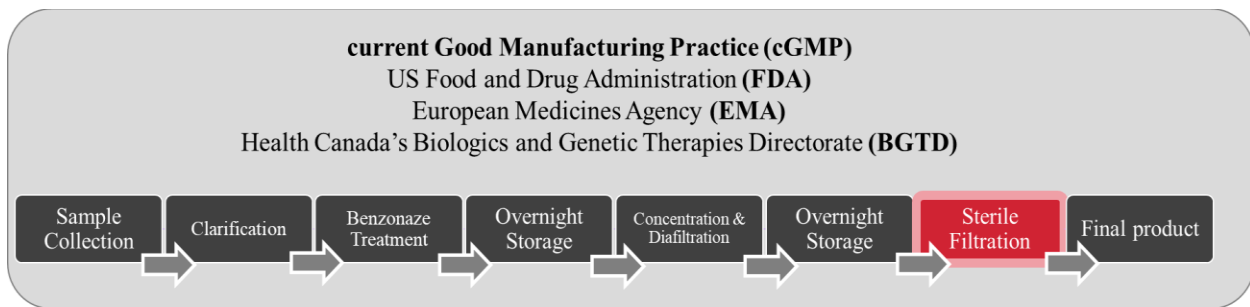 current Good Manufacturing Practice (cGMP)
US Food and Drug Administration (FDA)
European Medicines Agency (EMA)
Health Canada's Biologics and Genetic Therapies Directorate (BGTD)
Sample
Collection
Clarification
Benzonaze
Treatment
Overnight
Storage
Concentration &
Diafiltration
Overnight
Storage
Sterile
Filtration
Final product